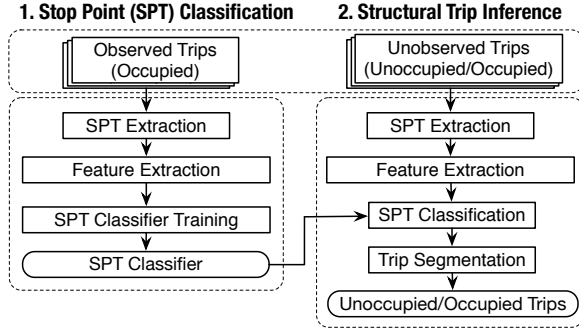 1. Stop Point (SPT) Classification
Observed Trips
(Occupied)
SPT Extraction
Feature Extraction
SPT Classifier Training
SPT Classifier
2. Structural Trip Inference
Unobserved Trips
(Unoccupied/Occupied)
SPT Extraction
Feature Extraction
SPT Classification
Trip Segmentation
Unoccupied/Occupied Trips